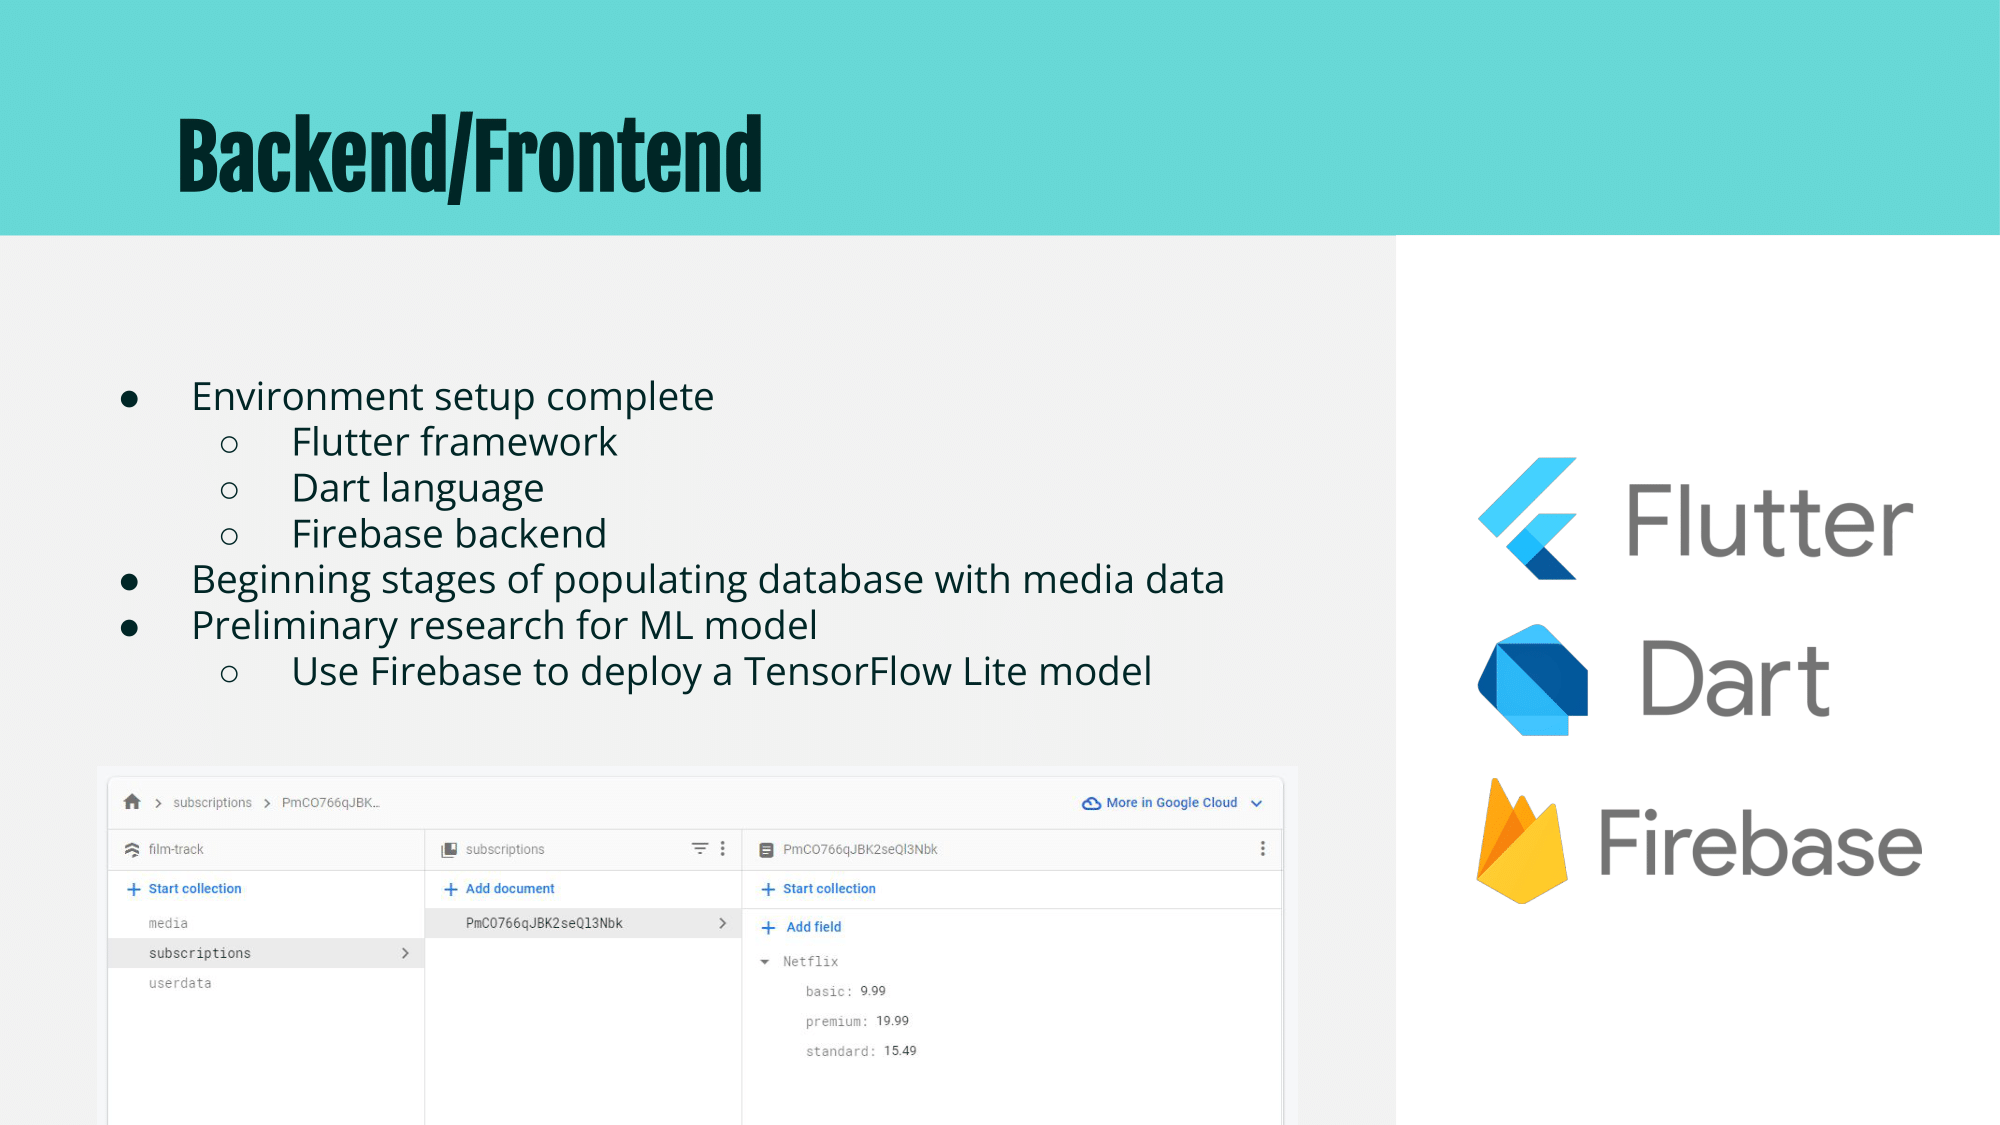 Backend/Frontend
● Environment setup complete
○ Flutter framework
○ Dart language
○ Firebase backend
● Beginning stages of populating database with media data
● Preliminary research for ML model
○ Use Firebase to deploy a TensorFlow Lite model
Flutter
Dart
Firebase
subscriptions > PmCO766qJBK... More in Google Cloud
film-track
+ Start collection
media
subscriptions
userdata
subscriptions
+ Add document
PmCO766qJBK2seQl3Nbk
PmCO766qJBK2seQl3Nbk
+ Start collection
+ Add field
Netflix
basic: 9.99
premium: 19.99
standard: 15.49